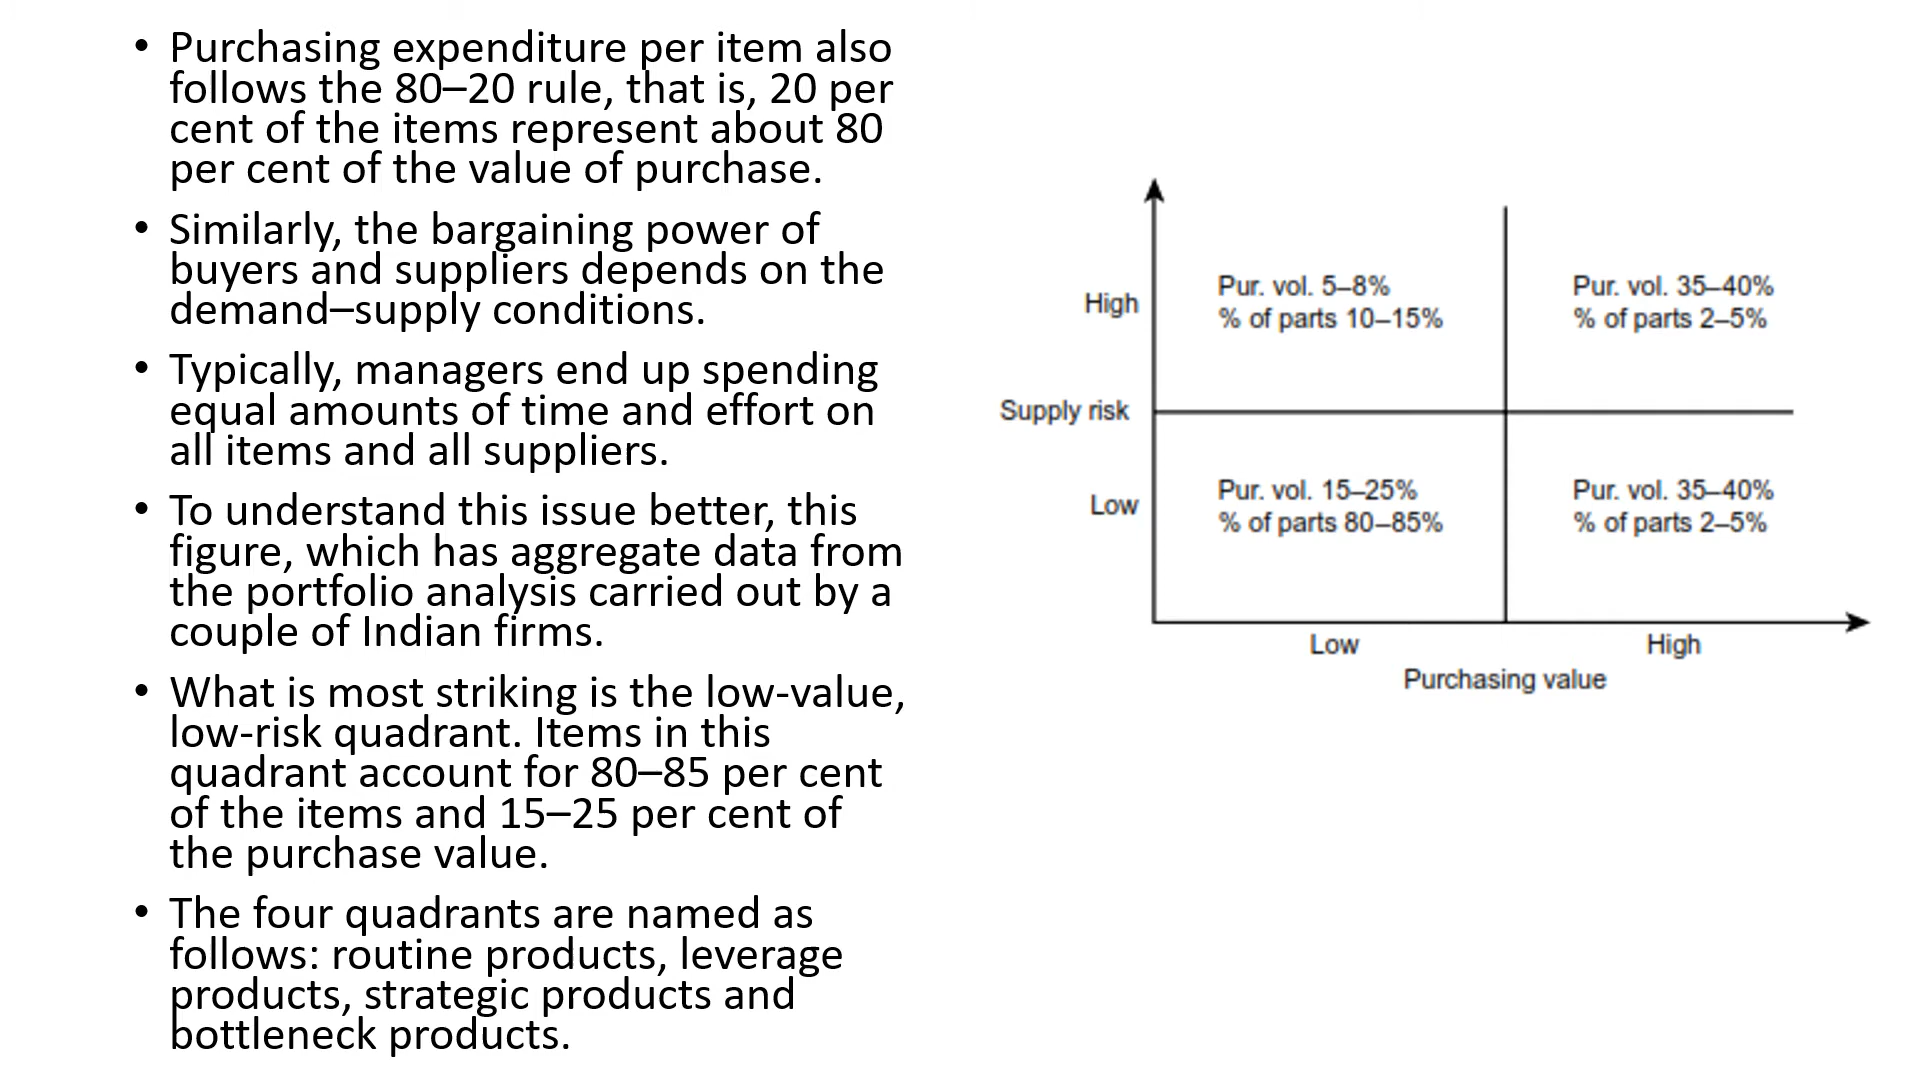 • Purchasing expenditure per item also
follows the 80–20 rule, that is, 20 per
cent of the items represent about 80
per cent of the value of purchase.
• Similarly, the bargaining power of
buyers and suppliers depends on the
demand–supply conditions.
• Typically, managers end up spending
equal amounts of time and effort on
all items and all suppliers.
• To understand this issue better, this
figure, which has aggregate data from
the portfolio analysis carried out by a
couple of Indian firms.
• What is most striking is the low-value,
low-risk quadrant. Items in this
quadrant account for 80–85 per cent
of the items and 15–25 per cent of
the purchase value.
• The four quadrants are named as
follows: routine products, leverage
products, strategic products and
bottleneck products.
High
Pur. vol. 5–8%
% of parts 10–15%
Pur. vol. 35–40%
% of parts 2–5%
Supply risk
Low
Pur. vol. 15–25%
% of parts 80–85%
Pur. vol. 35–40%
% of parts 2–5%
Low
High
Purchasing value